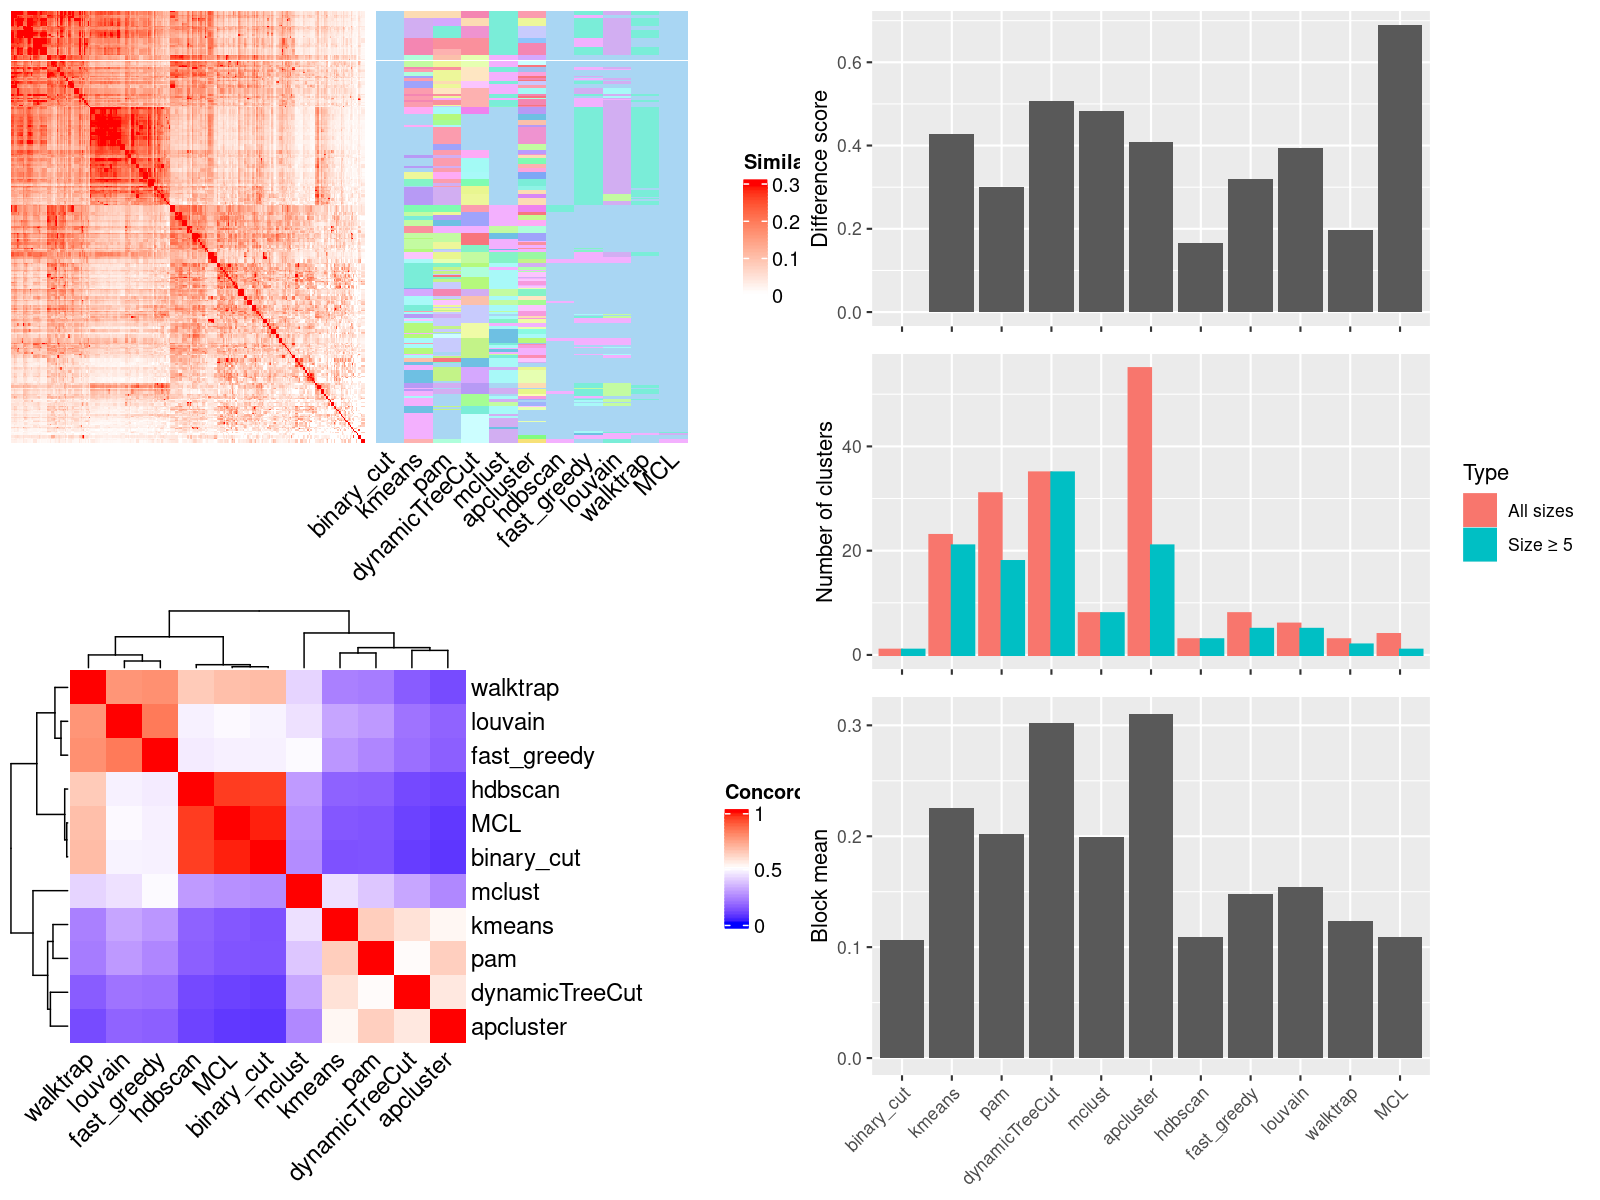 Simila
0.3
0.2
0.1
0
binary_cut
kmeans
pam
dynamicTreeCut
mclust
apcluster
hdbscan
fast_greedy
louvain
walktrap
MCL
walktrap
louvain
fast_greedy
hdbscan
MCL
binary_cut
mclust
kmeans
pam
dynamicTreeCut
apcluster
walktrap
louvain
fast_greedy
hdbscan
MCL
binary_cut
mclust
kmeans
pam
dynamicTreeCut
apcluster
Concord
1
0.5
0
Difference score
0.6
0.4
0.2
0.0
Number of clusters
40
20
0
Type
All sizes
Size ≥ 5
Block mean
0.3
0.2
0.1
0.0
binary_cut
kmeans
pam
dynamicTreeCut
mclust
apcluster
hdbscan
fast_greedy
louvain
walktrap
MCL